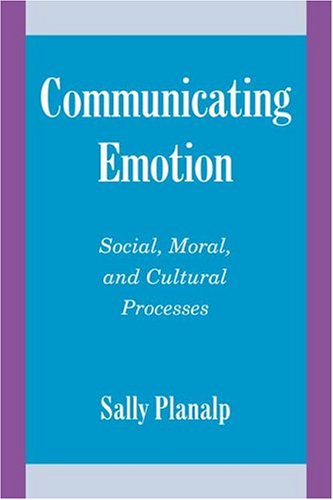 Communicating
Emotion
Social, Moral,
and Cultural
Processes
Sally Planalp